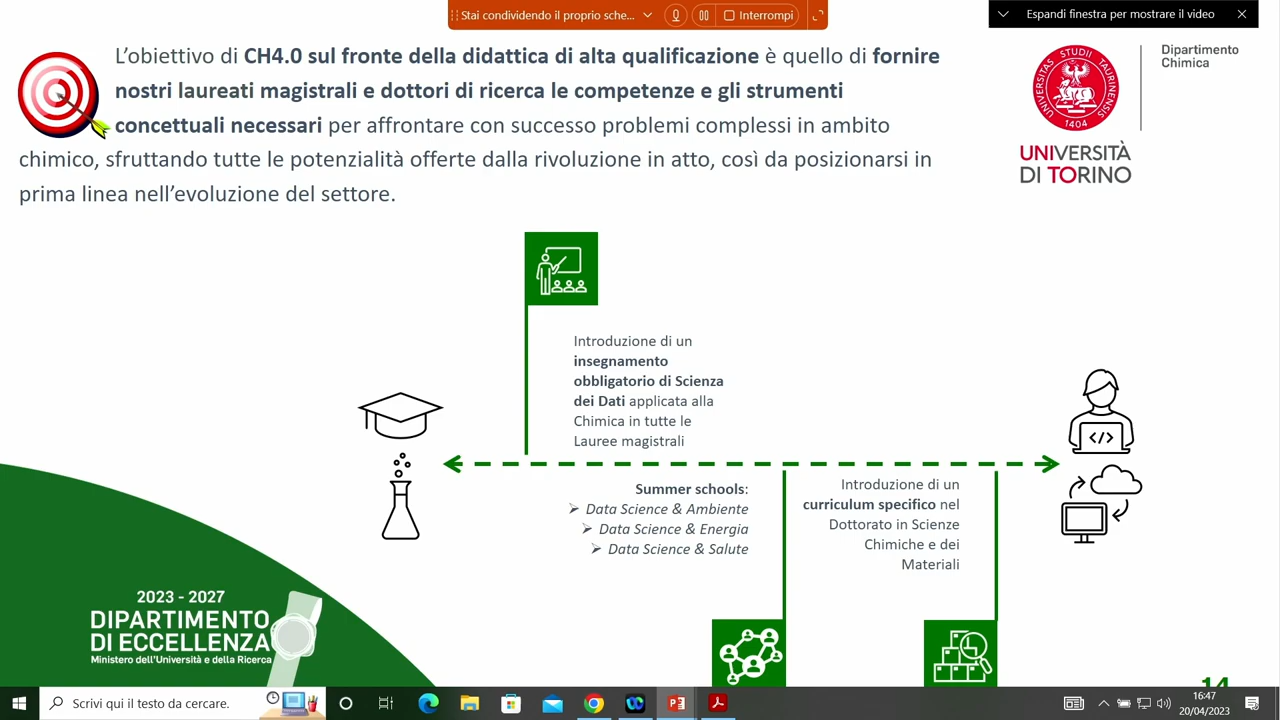 Stai condividendo il proprio sche...
Interrompi
Espandi finestra per mostrare il video
L'obiettivo di CH4.0 sul fronte della didattica di alta qualificazione è quello di fornire
nostri laureati magistrali e dottori di ricerca le competenze e gli strumenti
concettuali necessari per affrontare con successo problemi complessi in ambito
chimico, sfruttando tutte le potenzialità offerte dalla rivoluzione in atto, così da posizionarsi in
prima linea nell'evoluzione del settore.
UNIVERSITAS STUDII TAURINENSIS
1404
Dipartimento
Chimica
UNIVERSITÀ
DI TORINO
Introduzione di un
insegnamento
obbligatorio di Scienza
dei Dati applicata alla
Chimica in tutte le
Lauree magistrali
Summer schools:
Data Science & Ambiente
Data Science & Energia
Data Science & Salute
Introduzione di un
curriculum specifico nel
Dottorato in Scienze
Chimiche e dei
Materiali
</>
2023 - 2027
DIPARTIMENTO
DI ECCELLENZA
Ministero dell'Università e della Ricerca
14
Scrivi qui il testo da cercare.
16:47
20/04/2023